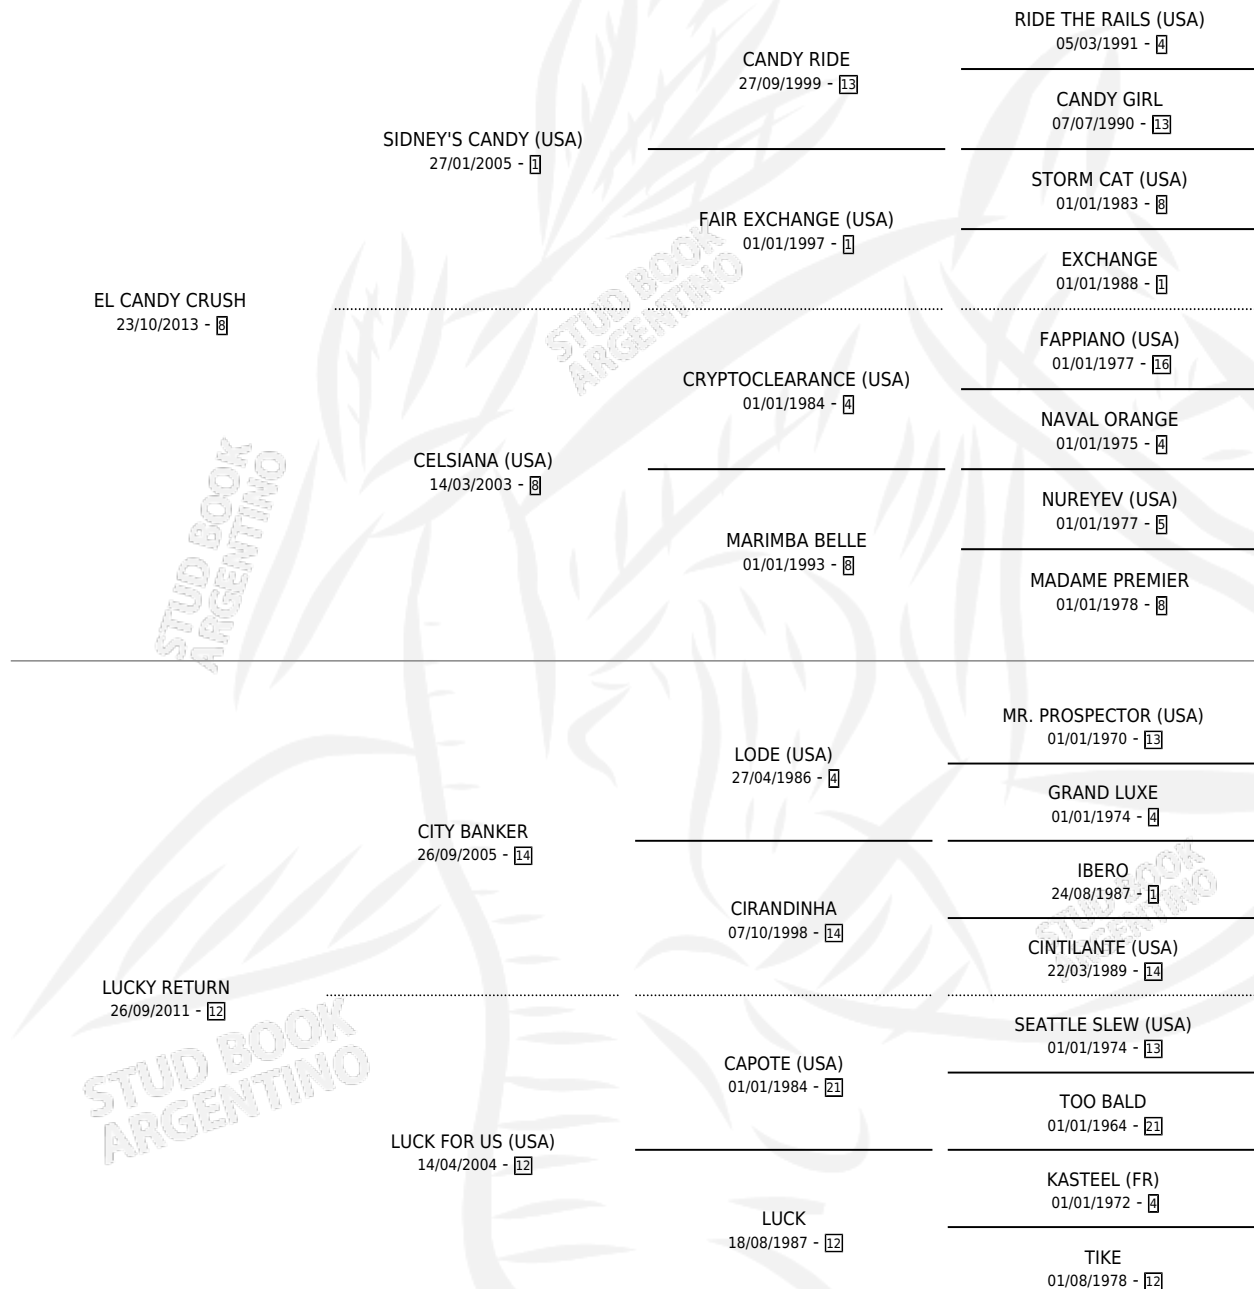 RIDE THE RAILS (USA)
05/03/1991 - 4
CANDY RIDE
27/09/1999 - 13
CANDY GIRL
07/07/1990 - 13
SIDNEY'S CANDY (USA)
27/01/2005 - 1
STORM CAT (USA)
01/01/1983 - 8
FAIR EXCHANGE (USA)
01/01/1997 - 1
EXCHANGE
01/01/1988 - 1
EL CANDY CRUSH
23/10/2013 - 8
STUD BOOK
ARGENTINO
FAPPIANO (USA)
01/01/1977 - 16
CRYPTOCLEARANCE (USA)
01/01/1984 - 4
NAVAL ORANGE
01/01/1975 - 4
CELSIANA (USA)
14/03/2003 - 8
NUREYEV (USA)
01/01/1977 - 5
MARIMBA BELLE
01/01/1993 - 8
MADAME PREMIER
01/01/1978 - 8
STUD BOOK
ARGENTINO
MR. PROSPECTOR (USA)
01/01/1970 - 13
LODE (USA)
27/04/1986 - 4
GRAND LUXE
01/01/1974 - 4
CITY BANKER
26/09/2005 - 14
IBERO
24/08/1987 - 1
CIRANDINHA
07/10/1998 - 14
STUD BOOK
ARGENTINO
CINTILANTE (USA)
22/03/1989 - 14
LUCKY RETURN
26/09/2011 - 12
STUD BOOK
ARGENTINO
SEATTLE SLEW (USA)
01/01/1974 - 13
CAPOTE (USA)
01/01/1984 - 21
TOO BALD
01/01/1964 - 21
LUCK FOR US (USA)
14/04/2004 - 12
KASTEEL (FR)
01/01/1972 - 4
LUCK
18/08/1987 - 12
TIKE
01/08/1978 - 12